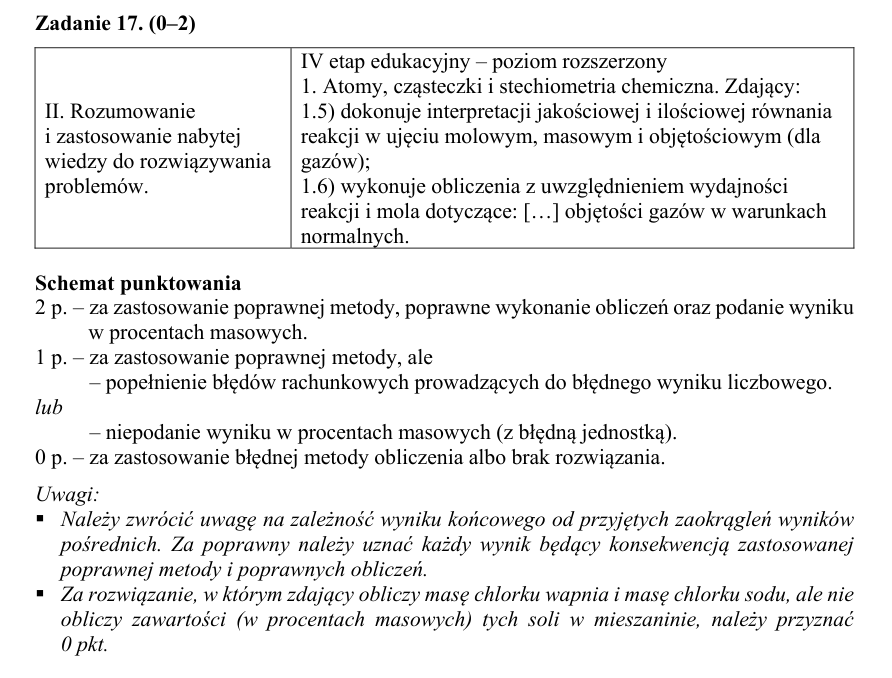 Zadanie 17. (0–2)
II. Rozumowanie
i zastosowanie nabytej
wiedzy do rozwiązywania
problemów.
IV etap edukacyjny – poziom rozszerzony
1. Atomy, cząsteczki i stechiometria chemiczna. Zdający:
1.5) dokonuje interpretacji jakościowej i ilościowej równania
reakcji w ujęciu molowym, masowym i objętościowym (dla
gazów);
1.6) wykonuje obliczenia z uwzględnieniem wydajności
reakcji i mola dotyczące: […] objętości gazów w warunkach
normalnych.
Schemat punktowania
2 p. – za zastosowanie poprawnej metody, poprawne wykonanie obliczeń oraz podanie wyniku
w procentach masowych.
1 p. – za zastosowanie poprawnej metody, ale
– popełnienie błędów rachunkowych prowadzących do błędnego wyniku liczbowego.
lub
– niepodanie wyniku w procentach masowych (z błędną jednostką).
0 p. – za zastosowanie błędnej metody obliczenia albo brak rozwiązania.
Uwagi:
▪ Należy zwrócić uwagę na zależność wyniku końcowego od przyjętych zaokrągleń wyników
pośrednich. Za poprawny należy uznać każdy wynik będący konsekwencją zastosowanej
poprawnej metody i poprawnych obliczeń.
▪ Za rozwiązanie, w którym zdający obliczy masę chlorku wapnia i masę chlorku sodu, ale nie
obliczy zawartości (w procentach masowych) tych soli w mieszaninie, należy przyznać
0 pkt.